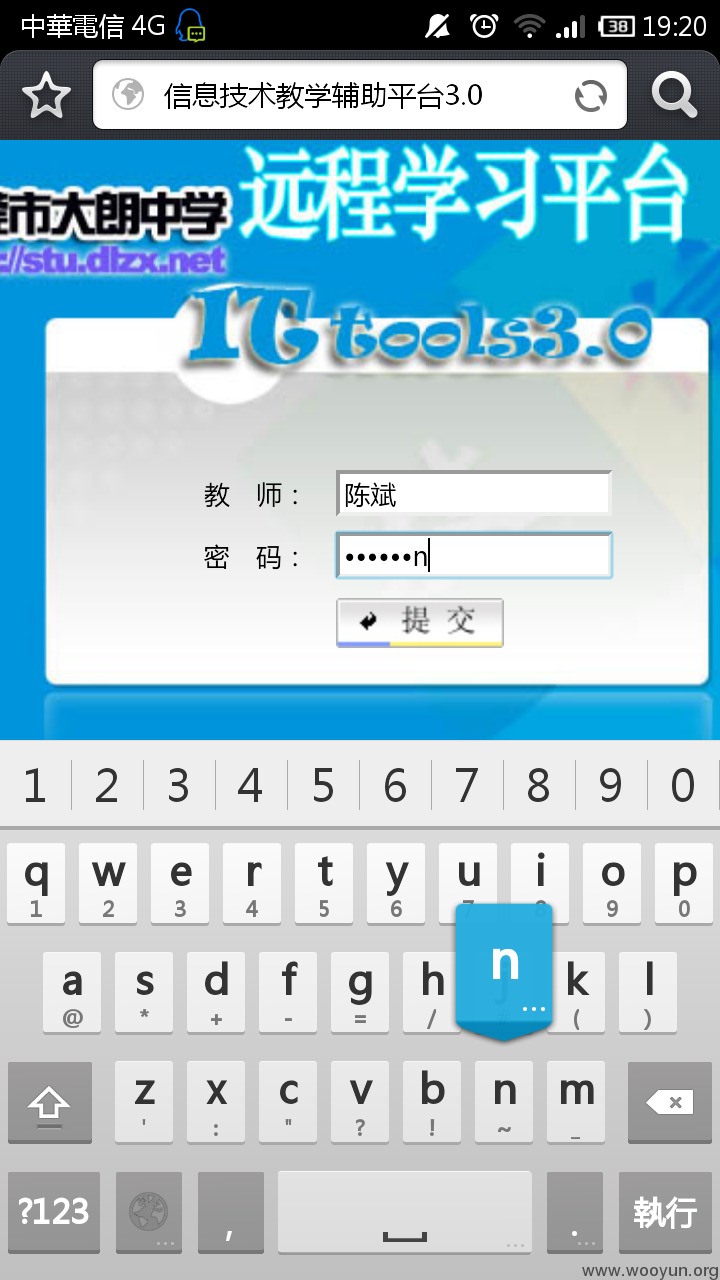 中華電信 4G 38 19:20
信息技术教学辅助平台3.0
市大朗中学 远程学习平台
://stu.dlzx.net
IT tools3.0
教 师： 陈斌
密 码： ••••••n
提 交
1 2 3 4 5 6 7 8 9 0
q w e r t y u i o p
1 2 3 4 5 6 7 8 9 0
n
a s d f g h j k l
@ * + - = / ( )
z x c v b n m
' : " ? ! ~ _
?123 , . 執行
www.wooyun.org